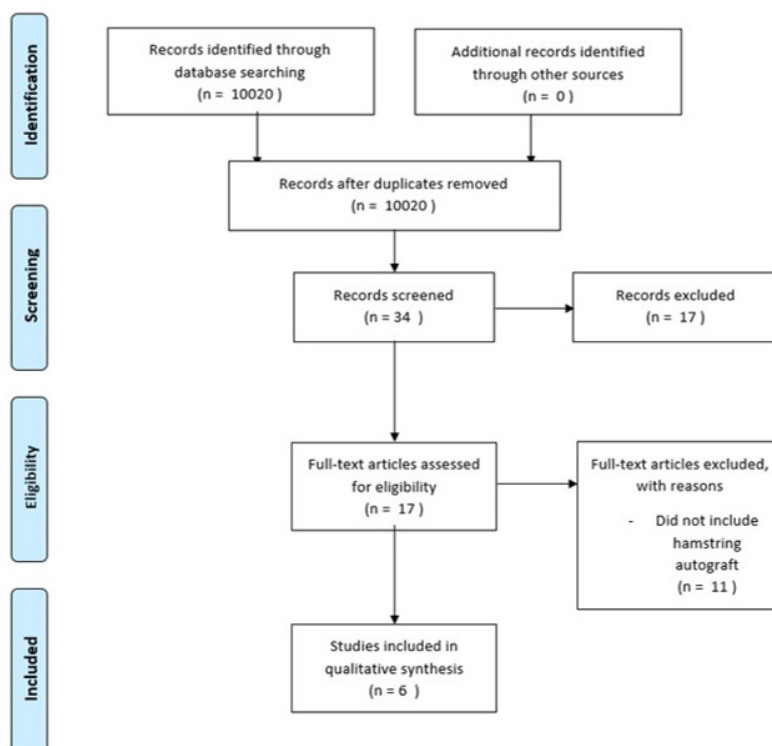 Identification
Records identified through
database searching
(n = 10020 )
Additional records identified
through other sources
(n = 0 )
Records after duplicates removed
(n = 10020 )
Screening
Records screened
(n = 34 )
Records excluded
(n = 17 )
Eligibility
Full-text articles assessed
for eligibility
(n = 17 )
Full-text articles excluded,
with reasons
- Did not include
hamstring
autograft
(n = 11 )
Included
Studies included in
qualitative synthesis
(n = 6 )